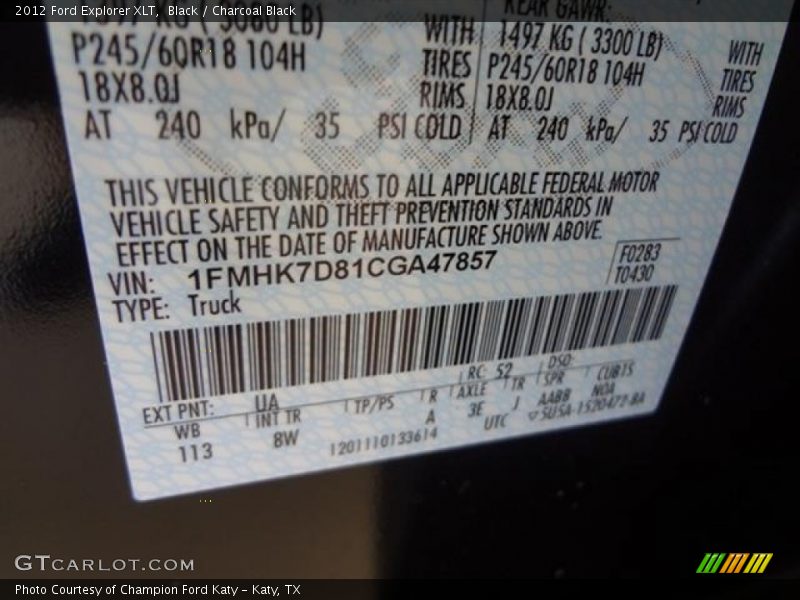 2012 Ford Explorer XLT, Black / Charcoal Black
WITH
REAR GAWR:
1497 KG ( 3300 LB)
WITH
P245/60R18 104H
TIRES
P245/60R18 104H
TIRES
18X8.0J
RIMS
18X8.0J
RIMS
AT 240 kPa/ 35 PSI COLD
AT 240 kPa/ 35 PSI COLD
THIS VEHICLE CONFORMS TO ALL APPLICABLE FEDERAL MOTOR
VEHICLE SAFETY AND THEFT PREVENTION STANDARDS IN
EFFECT ON THE DATE OF MANUFACTURE SHOWN ABOVE.
VIN: 1FMHK7D81CGA47857
F0283
T0430
TYPE: Truck
EXT PNT: UA
RC: 52
DSO:
WB
INT TR
TP/PS
R
AXLE
TR
SPR
CUB15
113
8W
A
3E
J
AABB
NOA
1201110133614
UTC
GTCARLOT.COM
Photo Courtesy of Champion Ford Katy – Katy, TX